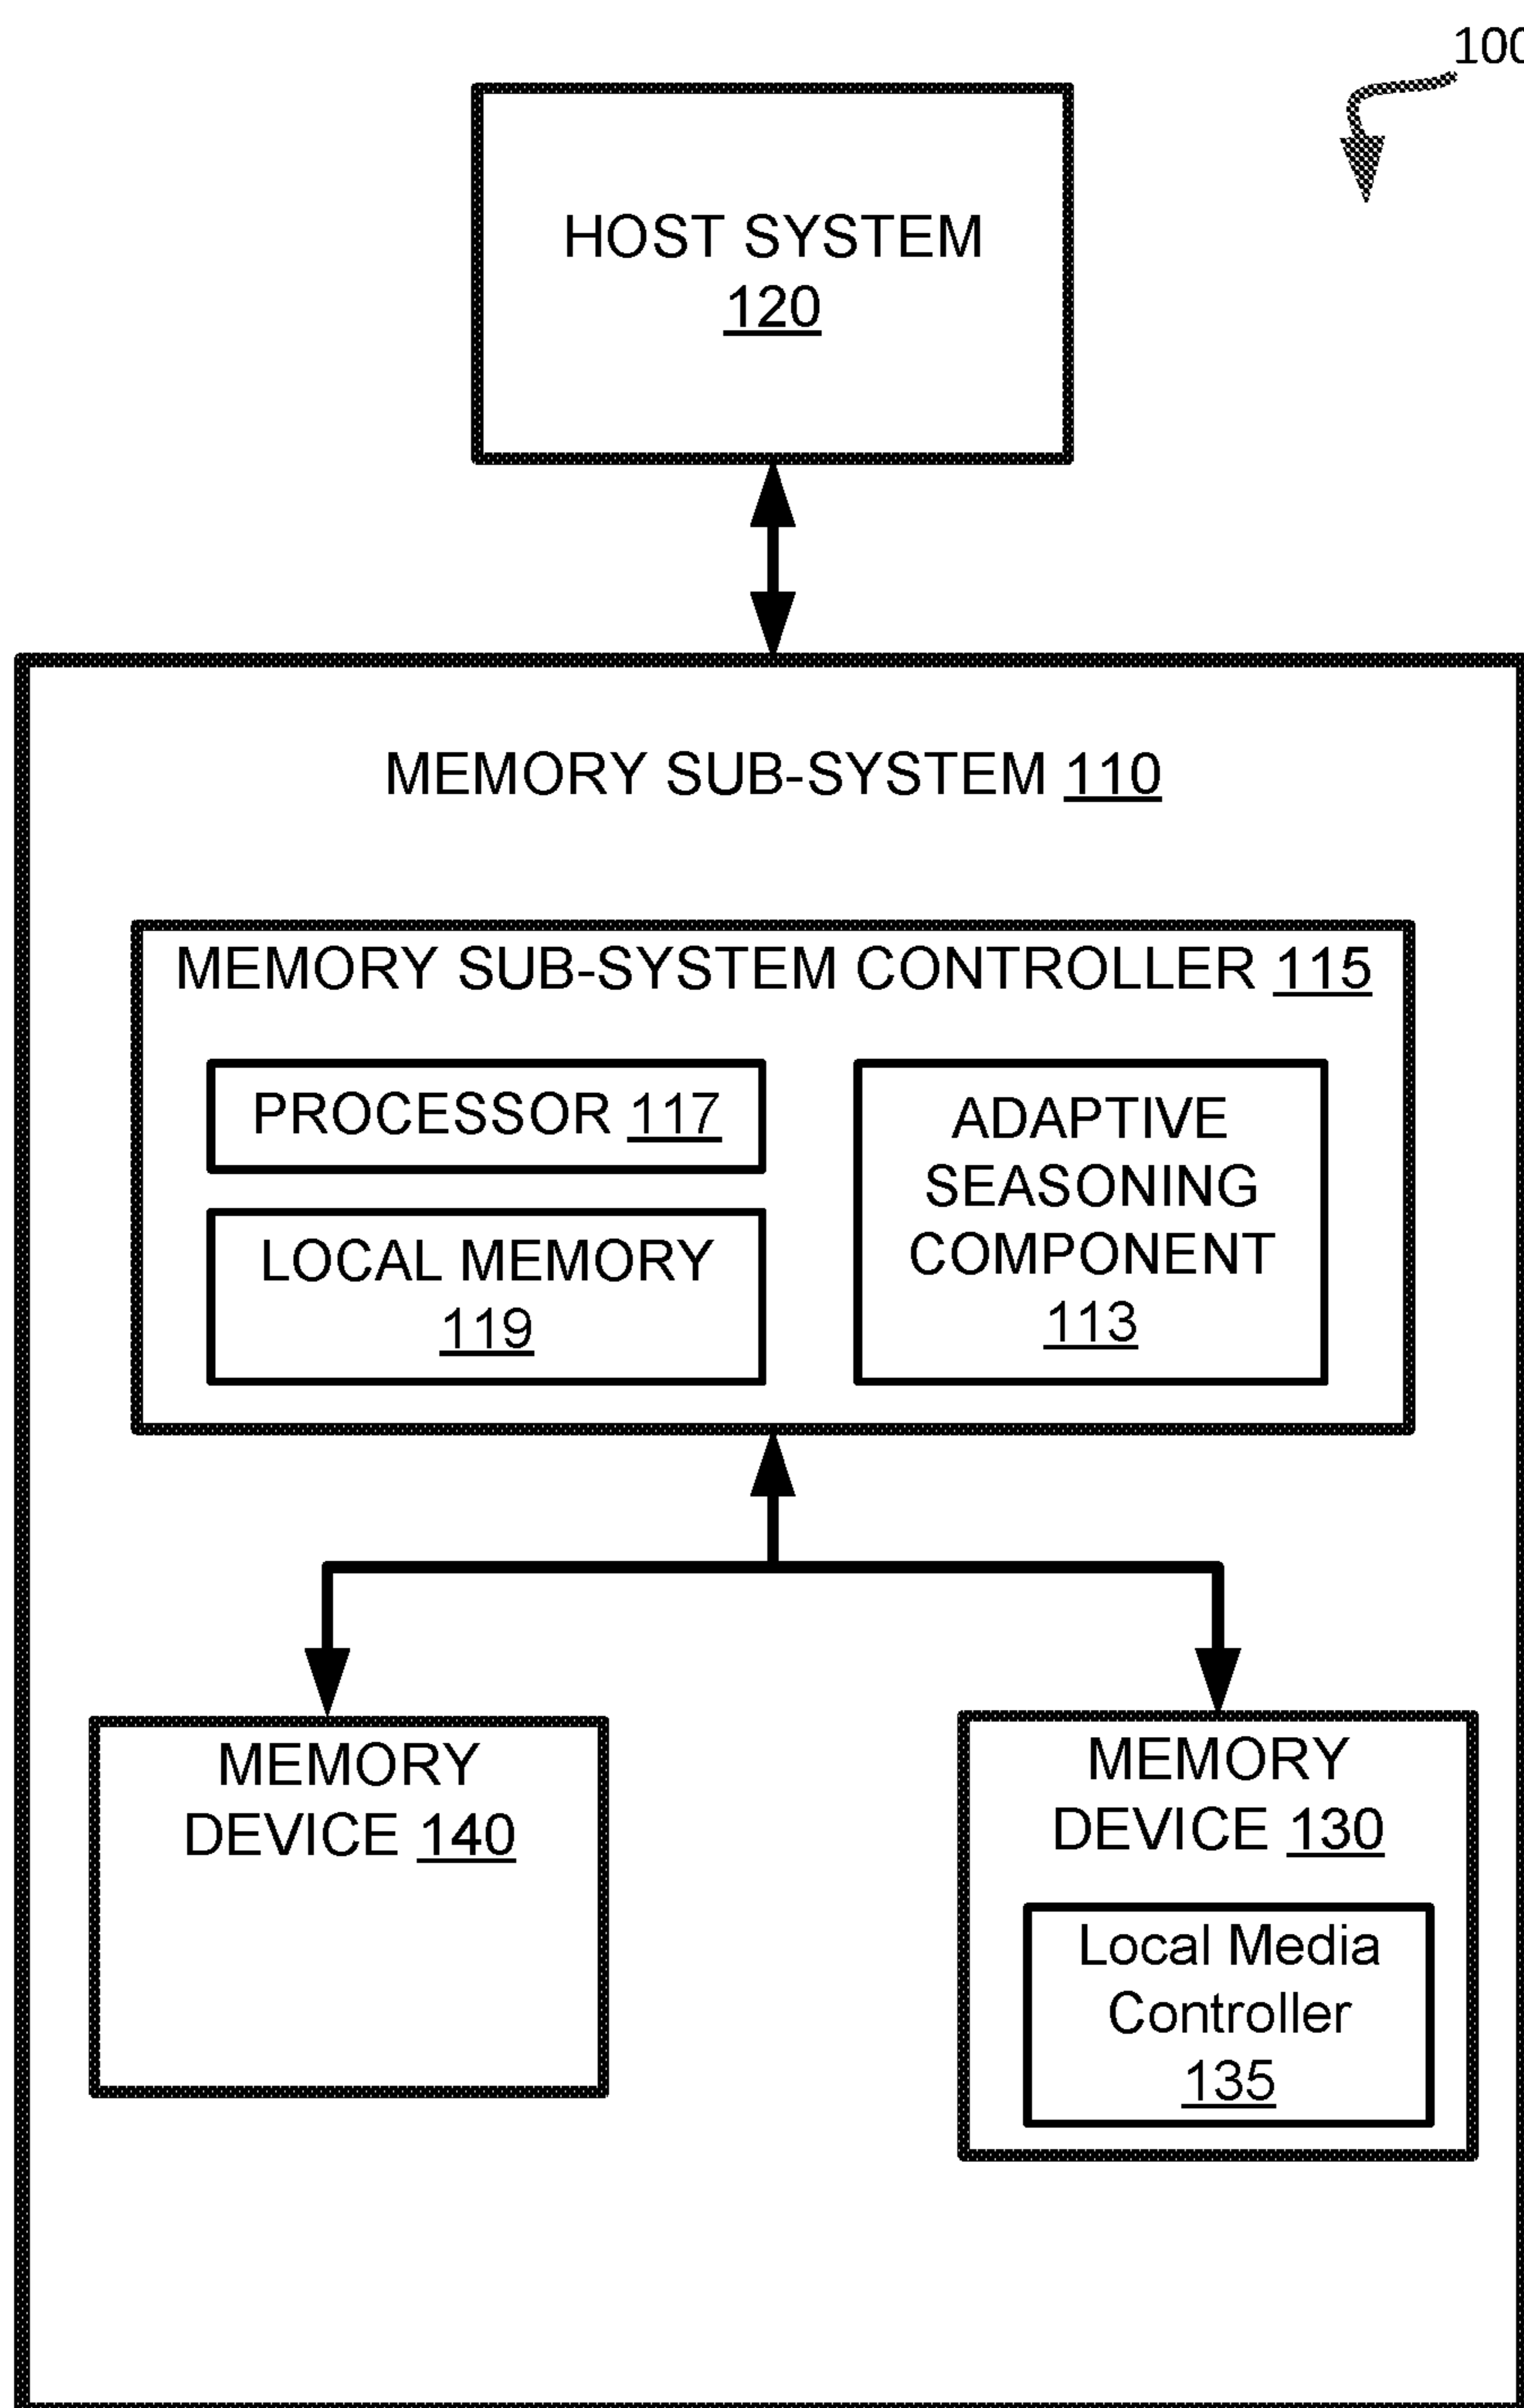 100
HOST SYSTEM
120
MEMORY SUB-SYSTEM 110
MEMORY SUB-SYSTEM CONTROLLER 115
PROCESSOR 117
LOCAL MEMORY
119
ADAPTIVE
SEASONING
COMPONENT
113
MEMORY
DEVICE 140
MEMORY
DEVICE 130
Local Media
Controller
135